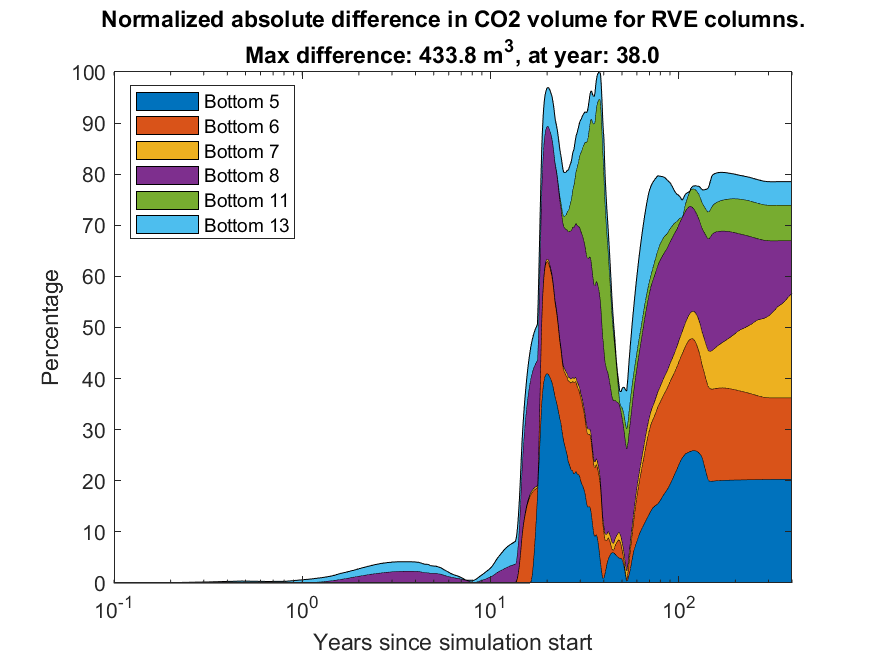 Normalized absolute difference in CO2 volume for RVE columns.
Max difference: 433.8 m³, at year: 38.0
100
90
80
70
60
50
40
30
20
10
0
Percentage
Bottom 5
Bottom 6
Bottom 7
Bottom 8
Bottom 11
Bottom 13
10⁻¹
10⁰
10¹
10²
Years since simulation start